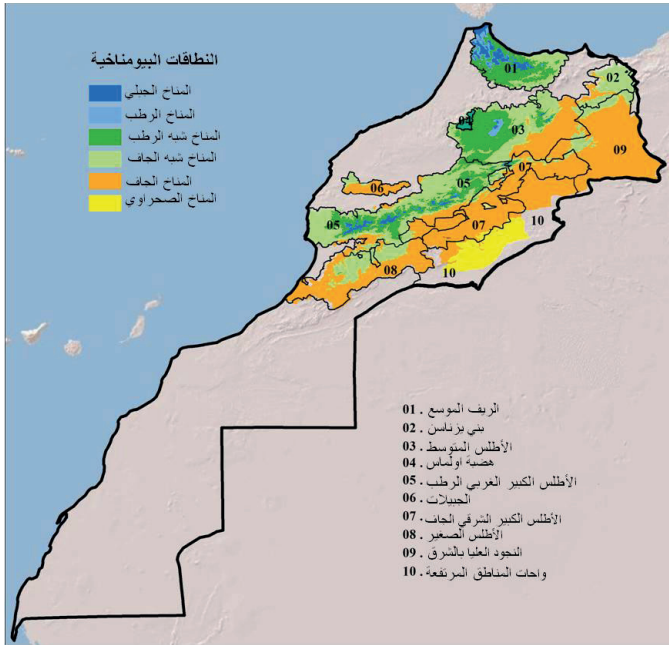 النطاقات البيومناخية
المناخ الجبلي
المناخ الرطب
المناخ شبه الرطب
المناخ شبه الجاف
المناخ الجاف
المناخ الصحراوي
01
02
03
04
09
07
06
05
05
07
10
08
10
01 . الريف الموسع
02 . بني يزناسن
03 . الأطلس المتوسط
04 . هضبة اولماس
05 . الأطلس الكبير الغربي الرطب
06 . الجبيلات
07 . الأطلس الكبير الشرقي الجاف
08 . الأطلس الصغير
09 . النجود العليا بالشرق
10 . واحات المناطق المرتفعة